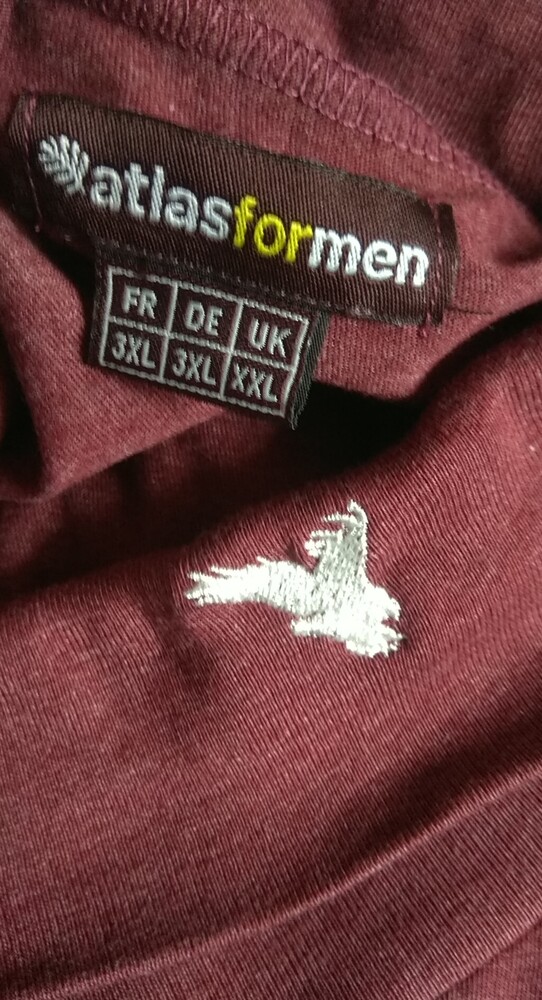 atlasformen
FR DE UK
3XL 3XL XXL